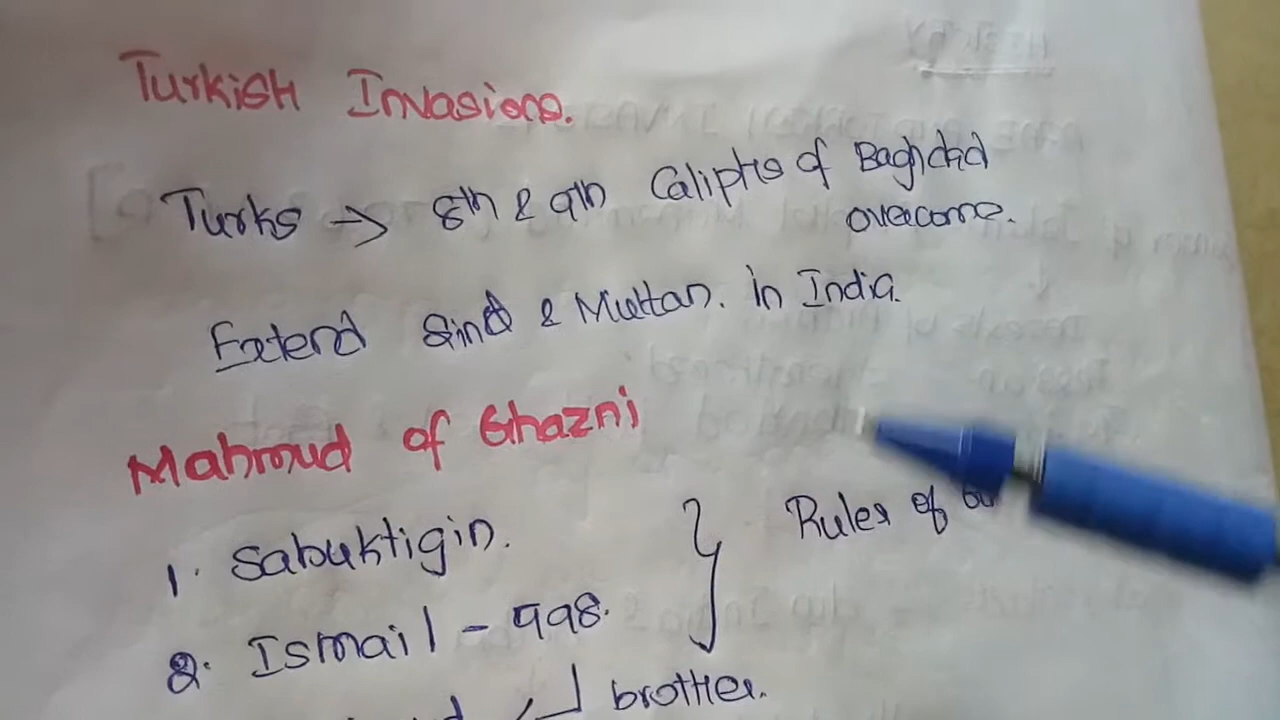 Turkish Invasions.
Turks → 8th & 9th Caliphs of Baghdad
overcome.
Extend Sind & Multan. in India.
Mahmud of Ghazni
1. Sabuktigin.
2. Ismail - 998.
} Ruler of
brother.